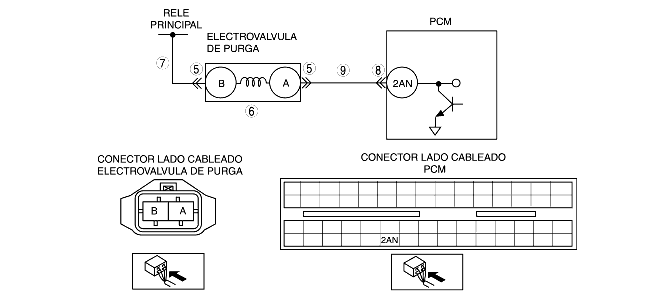 RELE
PRINCIPAL
ELECTROVALVULA
DE PURGA
PCM
7
5
B
A
5
9
8
2AN
6
CONECTOR LADO CABLEADO
ELECTROVALVULA DE PURGA
CONECTOR LADO CABLEADO
PCM
B A
2AN